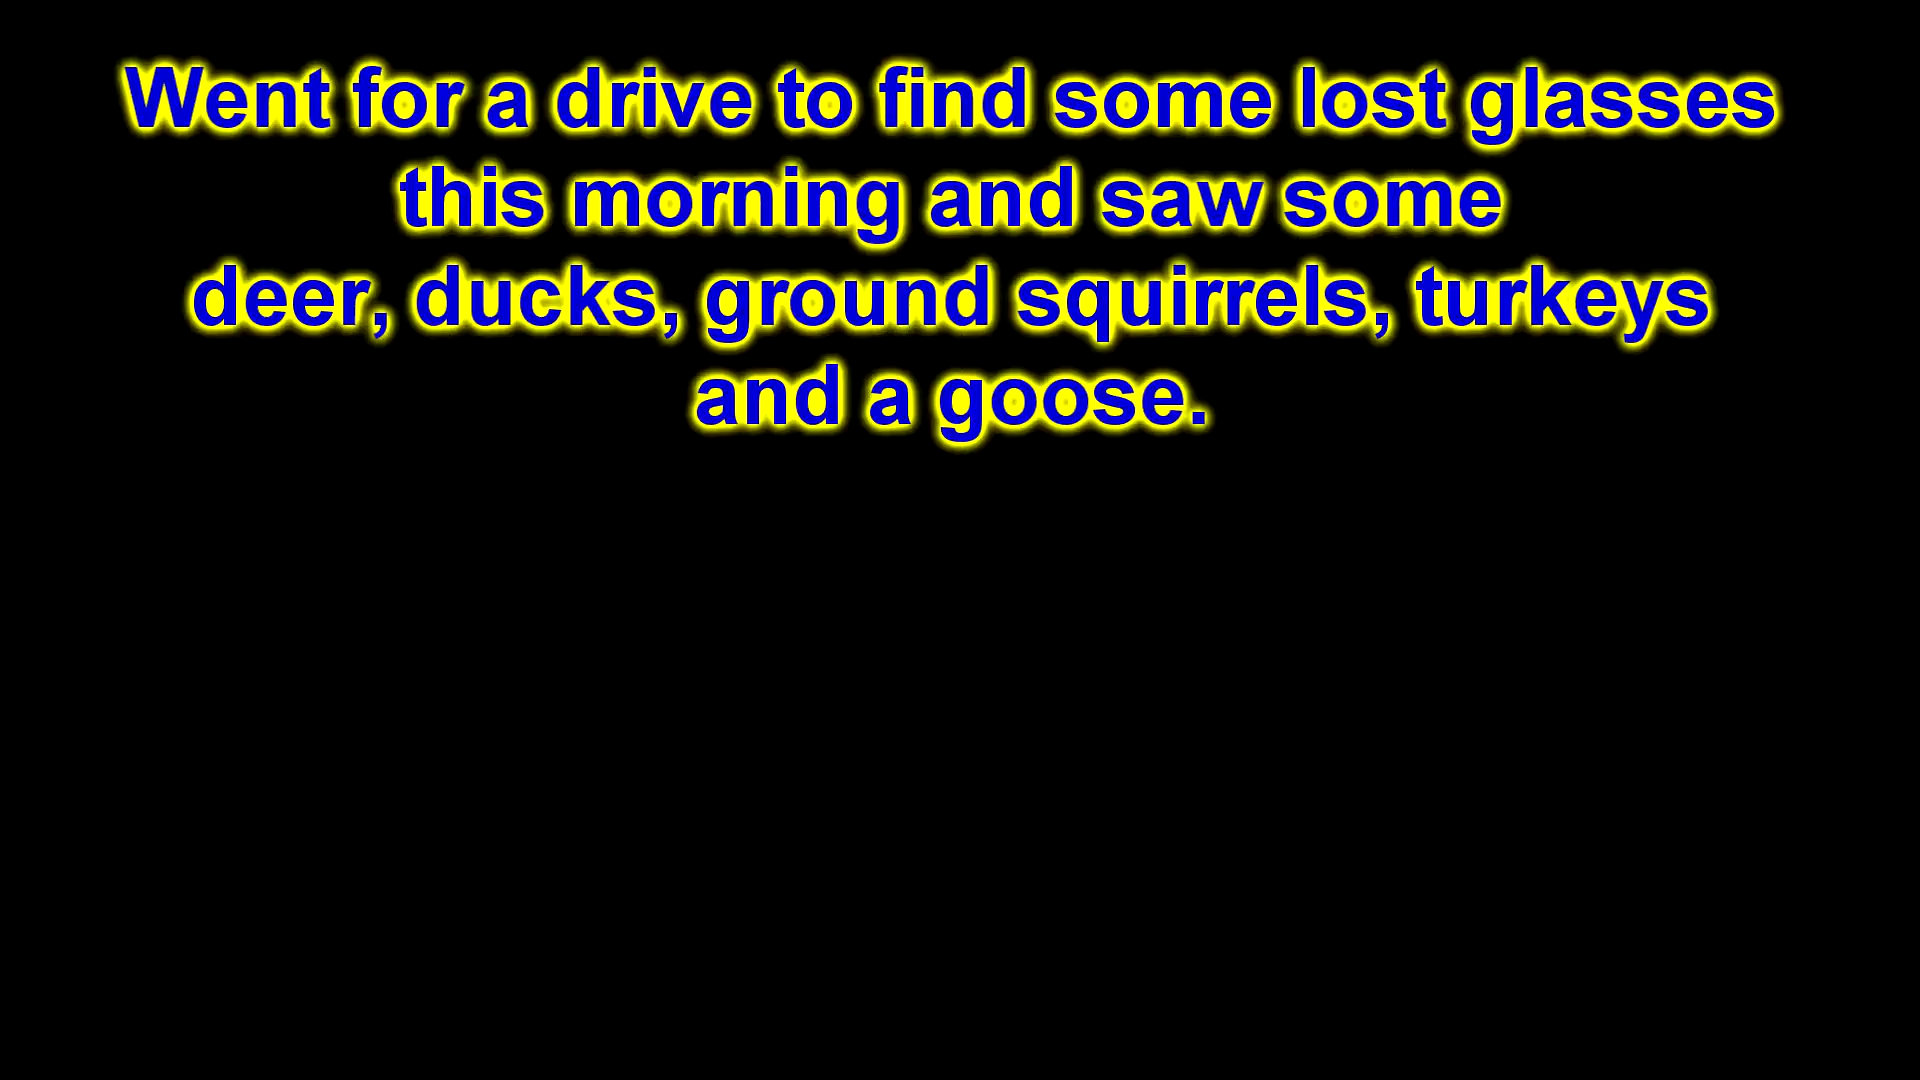 Went for a drive to find some lost glasses
this morning and saw some
deer, ducks, ground squirrels, turkeys
and a goose.